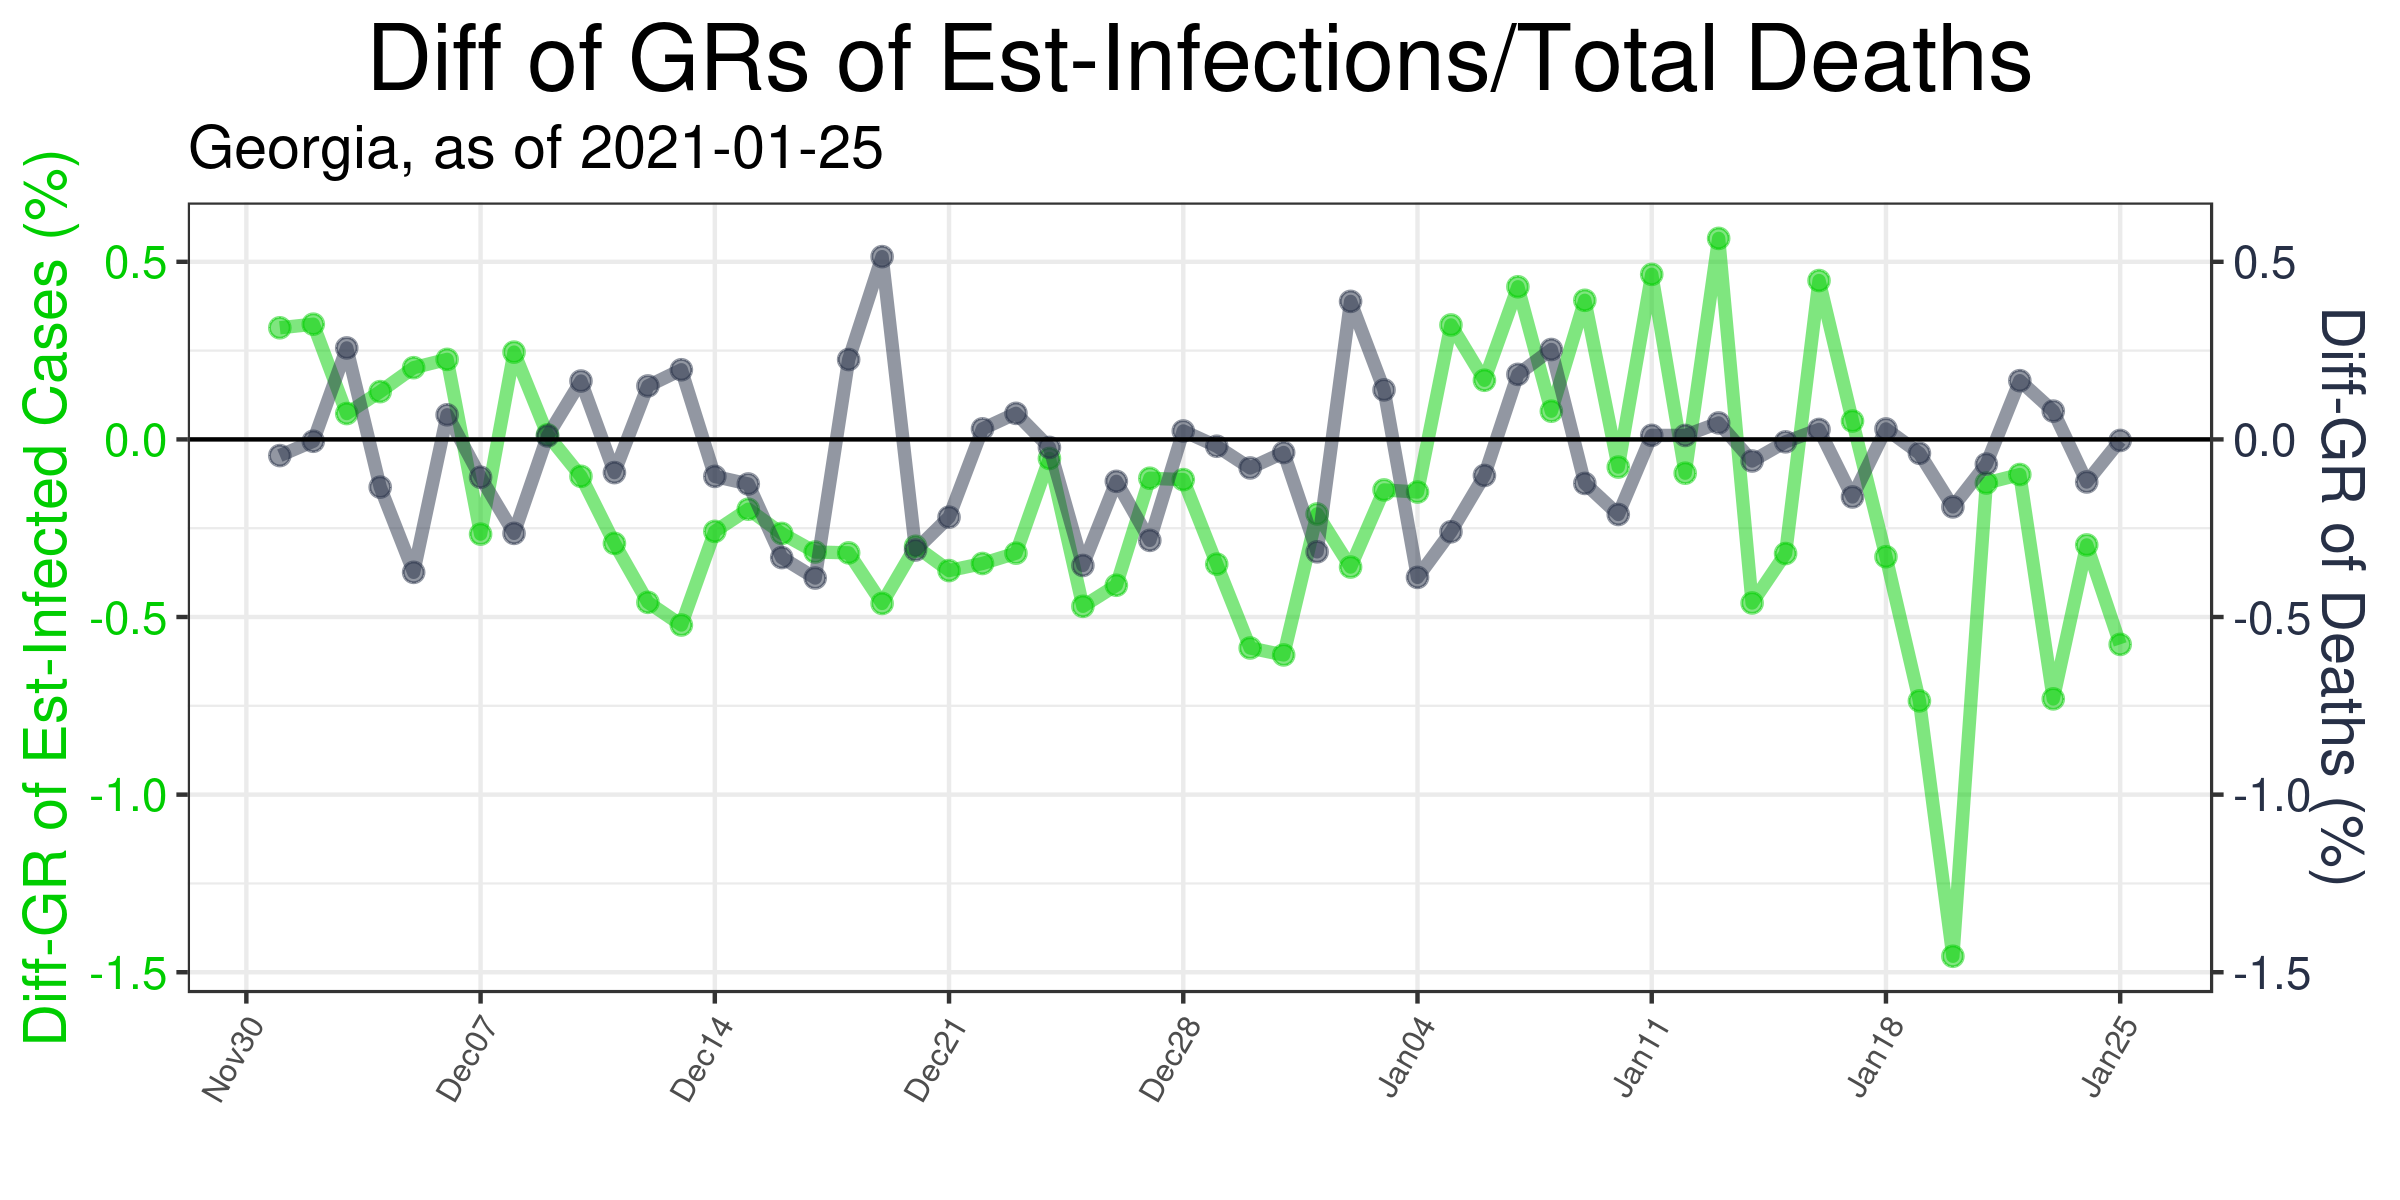 Diff of GRs of Est-Infections/Total Deaths
Georgia, as of 2021-01-25
Diff-GR of Est-Infected Cases (%)
0.5
0.0
-0.5
-1.0
-1.5
0.5
0.0
-0.5
-1.0
-1.5
Diff-GR of Deaths (%)
Nov30
Dec07
Dec14
Dec21
Dec28
Jan04
Jan11
Jan18
Jan25